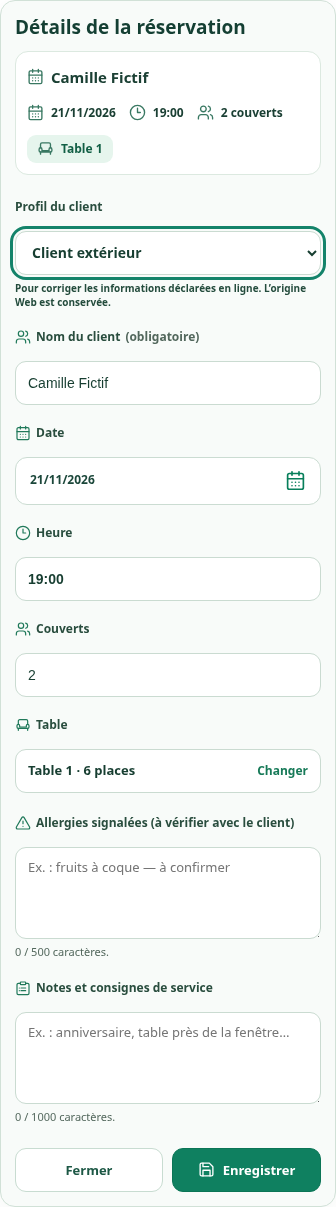 Détails de la réservation
Camille Fictif
21/11/2026 19:00 2 couverts
Table 1
Profil du client
Client extérieur
Pour corriger les informations déclarées en ligne. L’origine
Web est conservée.
Nom du client (obligatoire)
Camille Fictif
Date
21/11/2026
Heure
19:00
Couverts
2
Table
Table 1 · 6 places Changer
Allergies signalées (à vérifier avec le client)
Ex. : fruits à coque — à confirmer
0 / 500 caractères.
Notes et consignes de service
Ex. : anniversaire, table près de la fenêtre…
0 / 1000 caractères.
Fermer Enregistrer